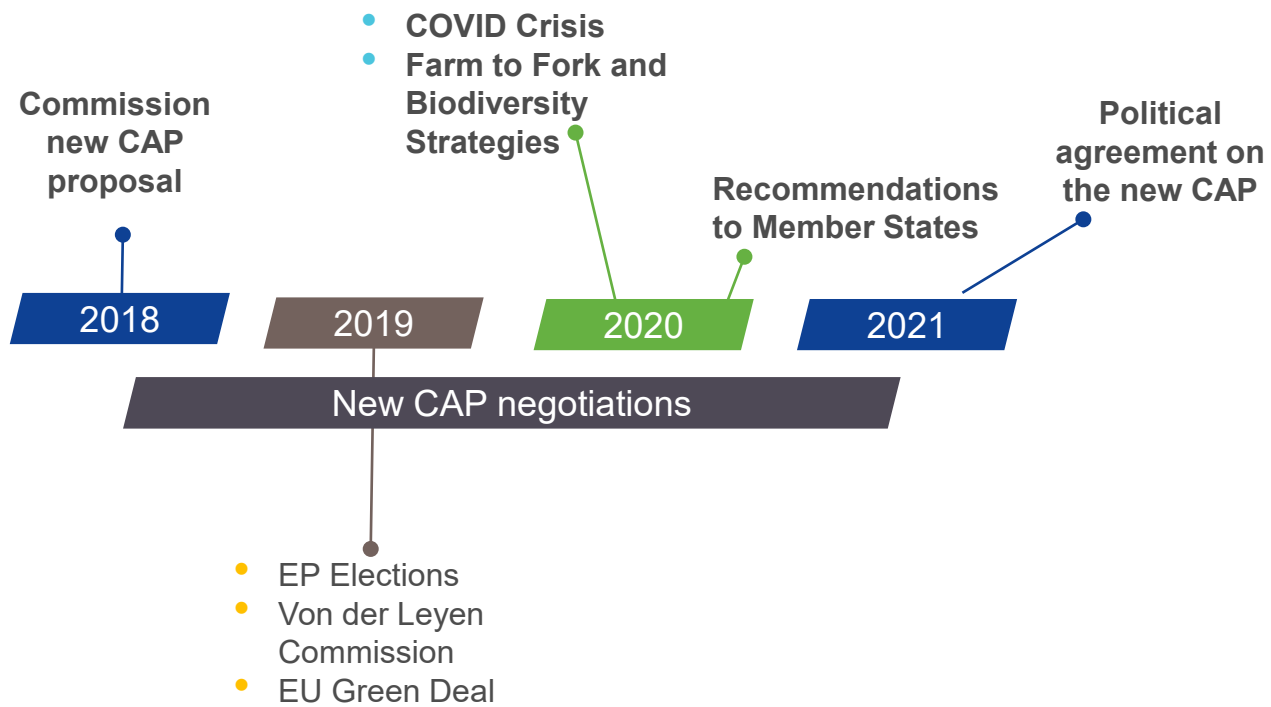 COVID Crisis
Farm to Fork and
Biodiversity
Strategies
Commission
new CAP
proposal
Political
agreement on
the new CAP
Recommendations
to Member States
2018
2019
2020
2021
New CAP negotiations
EP Elections
Von der Leyen
Commission
EU Green Deal